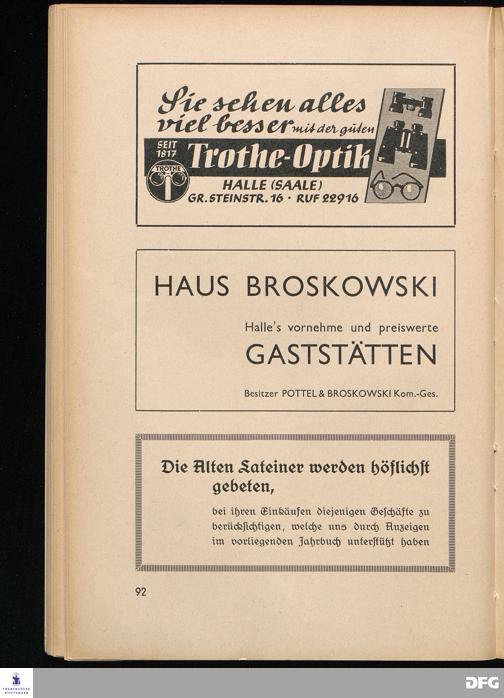 Sie sehen alles
viel besser mit der guten
SEIT
1817
Trothe-Optik
TROTHE
HALLE (SAALE)
GR. STEINSTR. 16 · RUF 22916
HAUS BROSKOWSKI
Halle's vornehme und preiswerte
GASTSTÄTTEN
Besitzer POTTEL & BROSKOWSKI Kom.-Ges.
Die Alten Lateiner werden höflichst
gebeten,
bei ihren Einkäufen diejenigen Geschäfte zu
berücksichtigen, welche uns durch Anzeigen
im vorliegenden Jahrbuch unterstützt haben
92
FRANCKESCHE
STIFTUNGEN
DFG